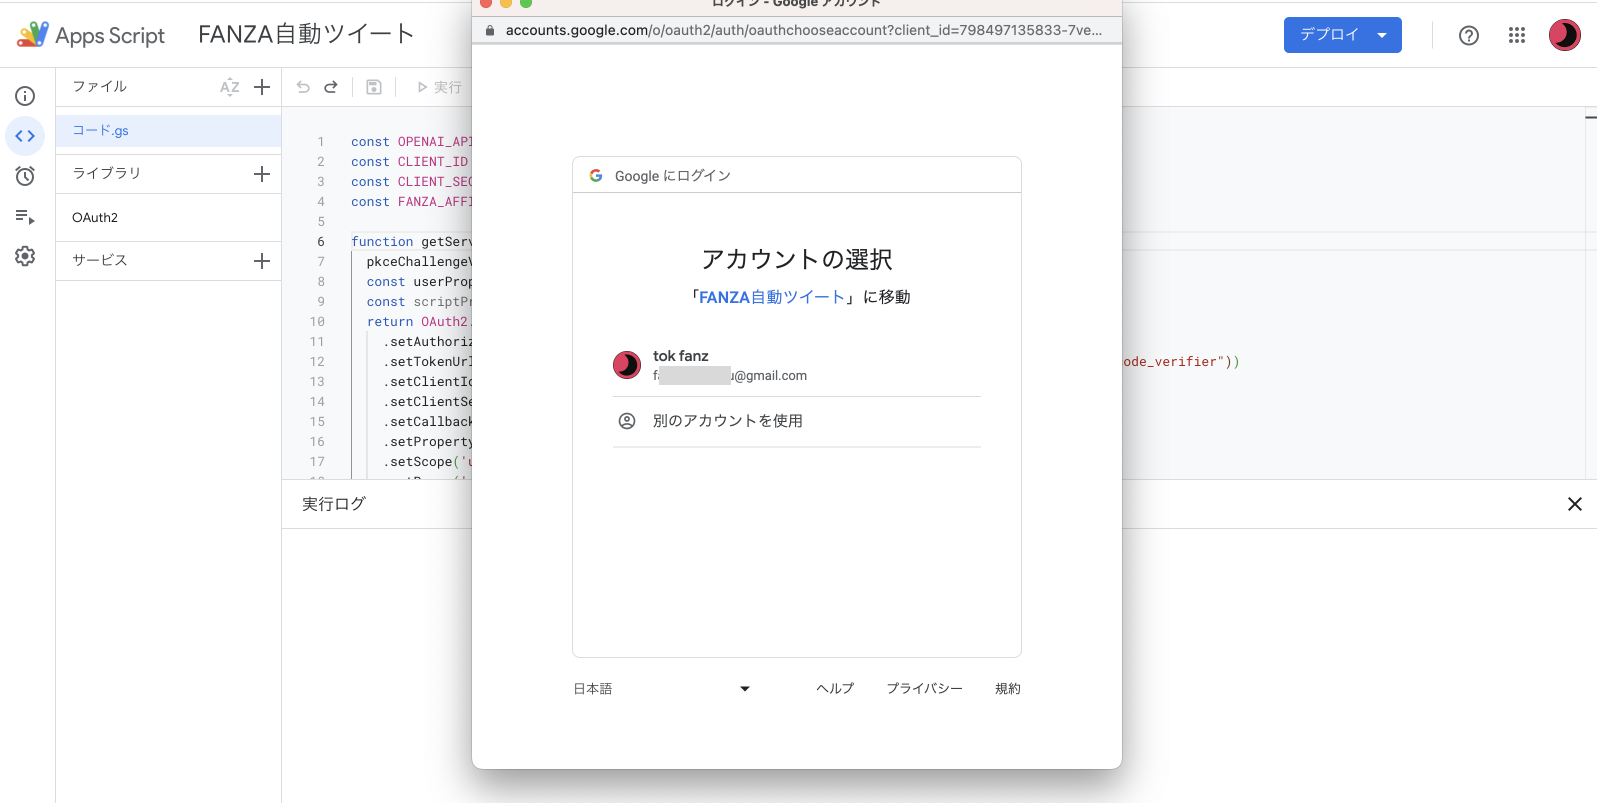 ログイン - Google アカウント
accounts.google.com/o/oauth2/auth/oauthchooseaccount?client_id=798497135833-7ve...
Apps Script
FANZA自動ツイート
デプロイ
ファイル
AZ
実行
コード.gs
ライブラリ
OAuth2
サービス
1 const OPENAI_API
2 const CLIENT_ID
3 const CLIENT_SEC
4 const FANZA_AFFI
5
6 function getServ
7 pkceChallengeV
8 const userProp
9 const scriptPr
10 return OAuth2.
11 .setAuthoriz
12 .setTokenUrl
ode_verifier"))
13 .setClientId
14 .setClientSe
15 .setCallback
16 .setProperty
17 .setScope('u
実行ログ
Google にログイン
アカウントの選択
「FANZA自動ツイート」に移動
tok fanz
u@gmail.com
別のアカウントを使用
日本語
ヘルプ
プライバシー
規約